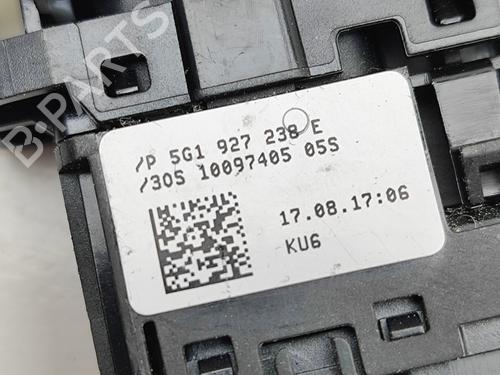 B-PARTS
/P 5G1 927 238 E
/30S 10097405 05S
17.08.17:06
KU6